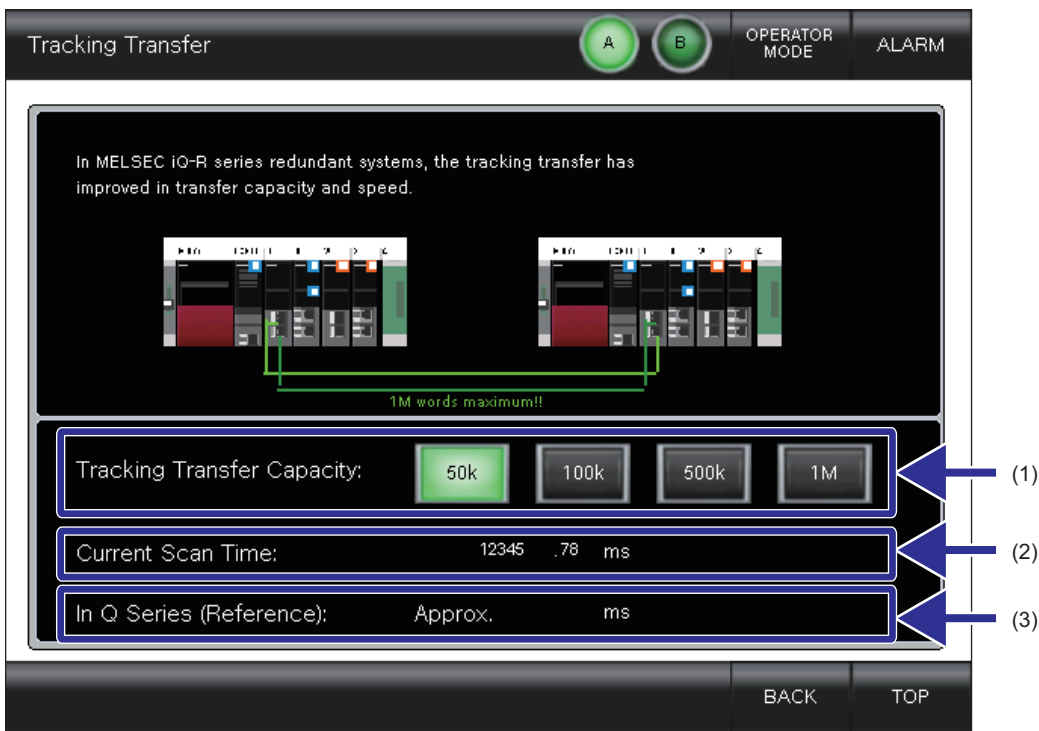 Tracking Transfer
A
B
OPERATOR
MODE
ALARM
In MELSEC iQ-R series redundant systems, the tracking transfer has
improved in transfer capacity and speed.
1M words maximum!!
Tracking Transfer Capacity: 50k 100k 500k 1M
(1)
Current Scan Time: 12345 .78 ms
(2)
In Q Series (Reference): Approx. ms
(3)
BACK
TOP